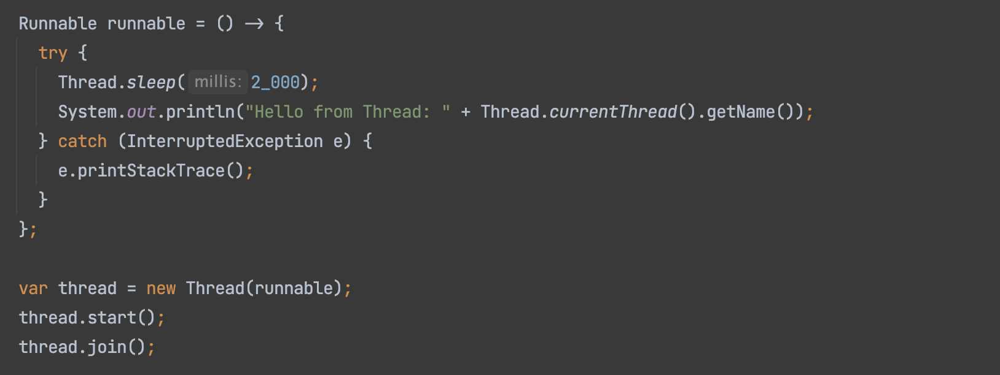 Runnable runnable = () -> {
try {
Thread.sleep( millis: 2_000);
System.out.println("Hello from Thread: " + Thread.currentThread().getName());
} catch (InterruptedException e) {
e.printStackTrace();
}
};
var thread = new Thread(runnable);
thread.start();
thread.join();